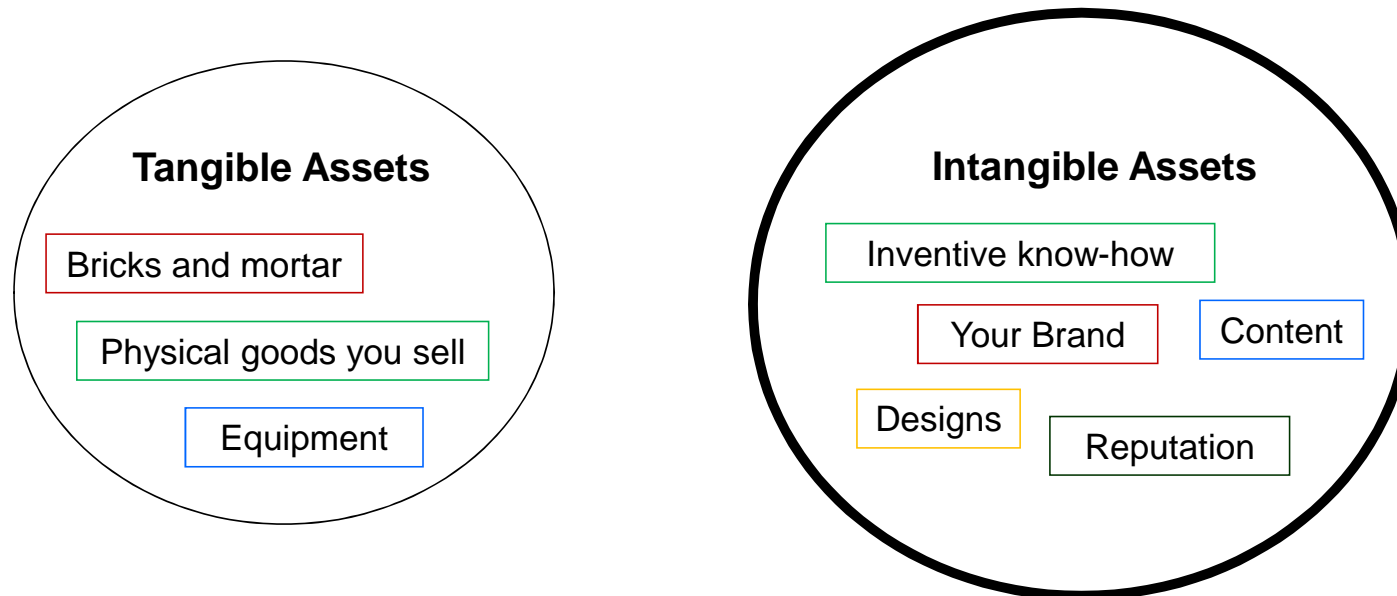 Tangible Assets
Bricks and mortar
Physical goods you sell
Equipment
Intangible Assets
Inventive know-how
Your Brand
Content
Designs
Reputation